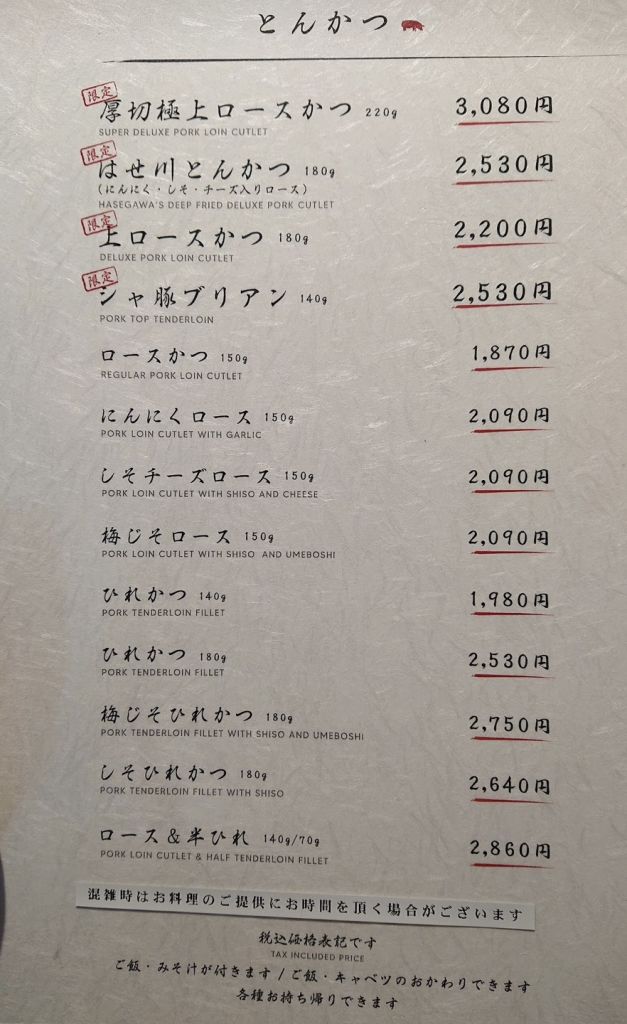 とんかつ
限定
厚切極上ロースかつ 220g 3,080円
SUPER DELUXE PORK LOIN CUTLET
限定
はせ川とんかつ 180g 2,530円
(にんにく・しそ・チーズ入りロース)
HASEGAWA'S DEEP FRIED DELUXE PORK CUTLET
限定
上ロースかつ 180g 2,200円
DELUXE PORK LOIN CUTLET
限定
シャ豚ブリアン 140g 2,530円
PORK TOP TENDERLOIN
ロースかつ 150g 1,870円
REGULAR PORK LOIN CUTLET
にんにくロース 150g 2,090円
PORK LOIN CUTLET WITH GARLIC
しそチーズロース 150g 2,090円
PORK LOIN CUTLET WITH SHISO AND CHEESE
梅じそロース 150g 2,090円
PORK LOIN CUTLET WITH SHISO AND UMEBOSHI
ひれかつ 140g 1,980円
PORK TENDERLOIN FILLET
ひれかつ 180g 2,530円
PORK TENDERLOIN FILLET
梅じそひれかつ 180g 2,750円
PORK TENDERLOIN FILLET WITH SHISO AND UMEBOSHI
しそひれかつ 180g 2,640円
PORK TENDERLOIN FILLET WITH SHISO
ロース&半ひれ 140g/70g 2,860円
PORK LOIN CUTLET & HALF TENDERLOIN FILLET
混雑時はお料理のご提供にお時間を頂く場合がございます
税込価格表記です
TAX INCLUDED PRICE
ご飯・みそ汁が付きます/ご飯・キャベツのおかわりできます
各種お持ち帰りできます